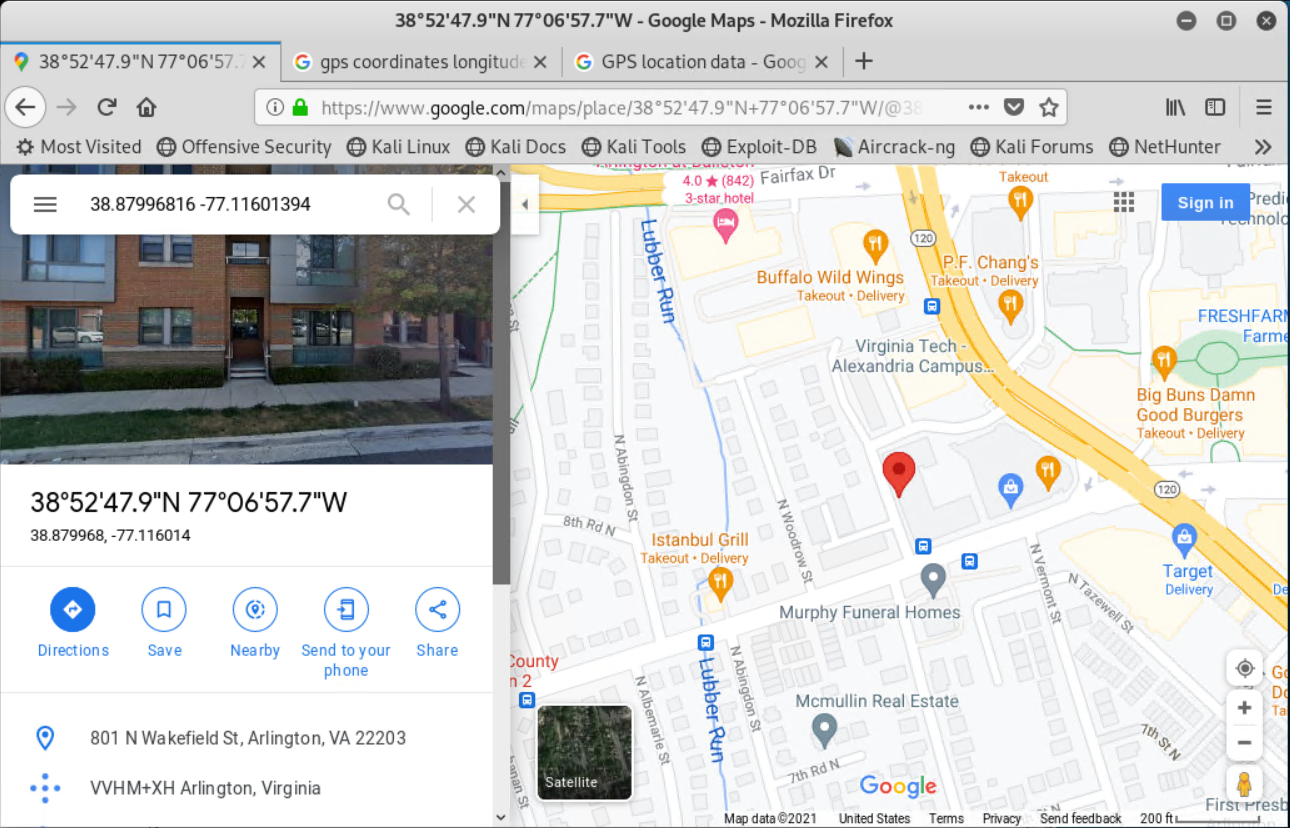 38°52'47.9"N 77°06'57.7"W - Google Maps - Mozilla Firefox
38°52'47.9"N 77°06'57.7
gps coordinates longitude
GPS location data - Goog
https://www.google.com/maps/place/38°52'47.9"N+77°06'57.7"W/@38
Most Visited
Offensive Security
Kali Linux
Kali Docs
Kali Tools
Exploit-DB
Aircrack-ng
Kali Forums
NetHunter
38.87996816 -77.11601394
38°52'47.9"N 77°06'57.7"W
38.879968, -77.116014
Directions
Save
Nearby
Send to your
phone
Share
801 N Wakefield St, Arlington, VA 22203
VVHM+XH Arlington, Virginia
4.0 ★ (842)
3-star hotel
Fairfax Dr
Takeout
Sign in
120
Lubber Run
Buffalo Wild Wings
Takeout • Delivery
P.F. Chang's
Takeout • Delivery
FRESHFARM
Farme
Virginia Tech -
Alexandria Campus...
Big Buns Damn
Good Burgers
Takeout • Delivery
N Abingdon St
8th Rd N
N Woodrow St
120
Istanbul Grill
Takeout • Delivery
Target
Delivery
N Vermont St
N Tazewell St
Murphy Funeral Homes
County
n 2
Lubber Run
N Abingdon St
N Albemarle St
Mcmullin Real Estate
7th St N
7th Rd N
Satellite
Google
First Presb
Map data ©2021
United States
Terms
Privacy
Send feedback
200 ft